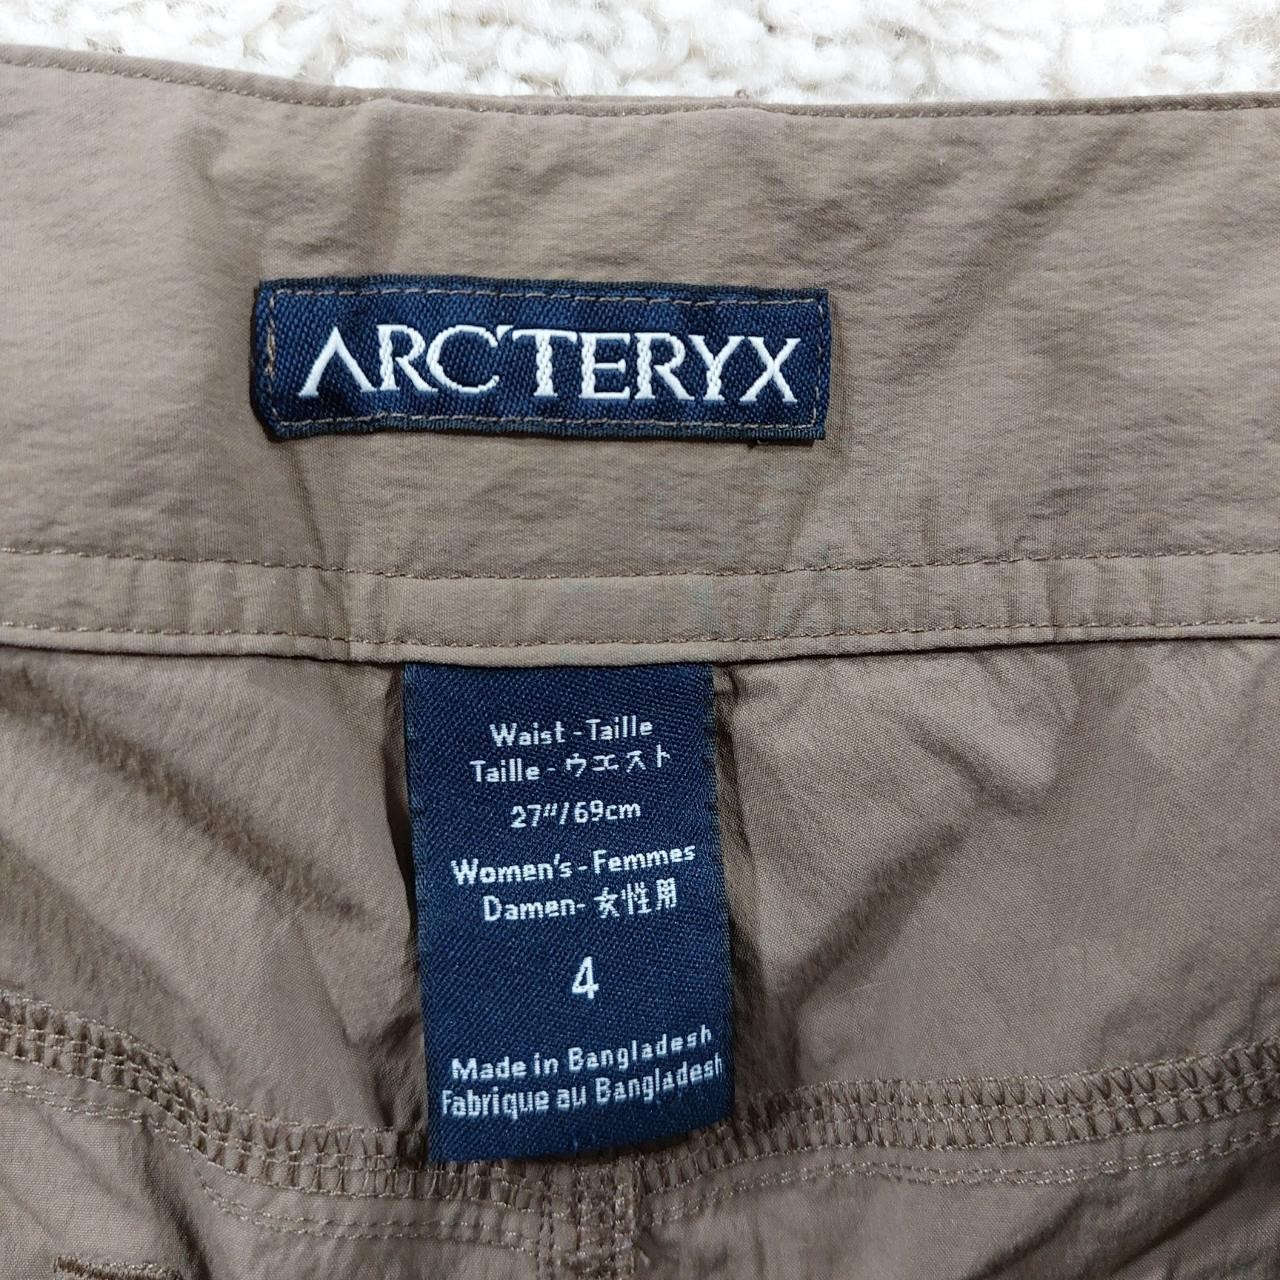 ARC'TERYX
Waist - Taille
Taille - ウエスト
27"/69cm
Women's - Femmes
Damen - 女性用
4
Made in Bangladesh
Fabrique au Bangladesh